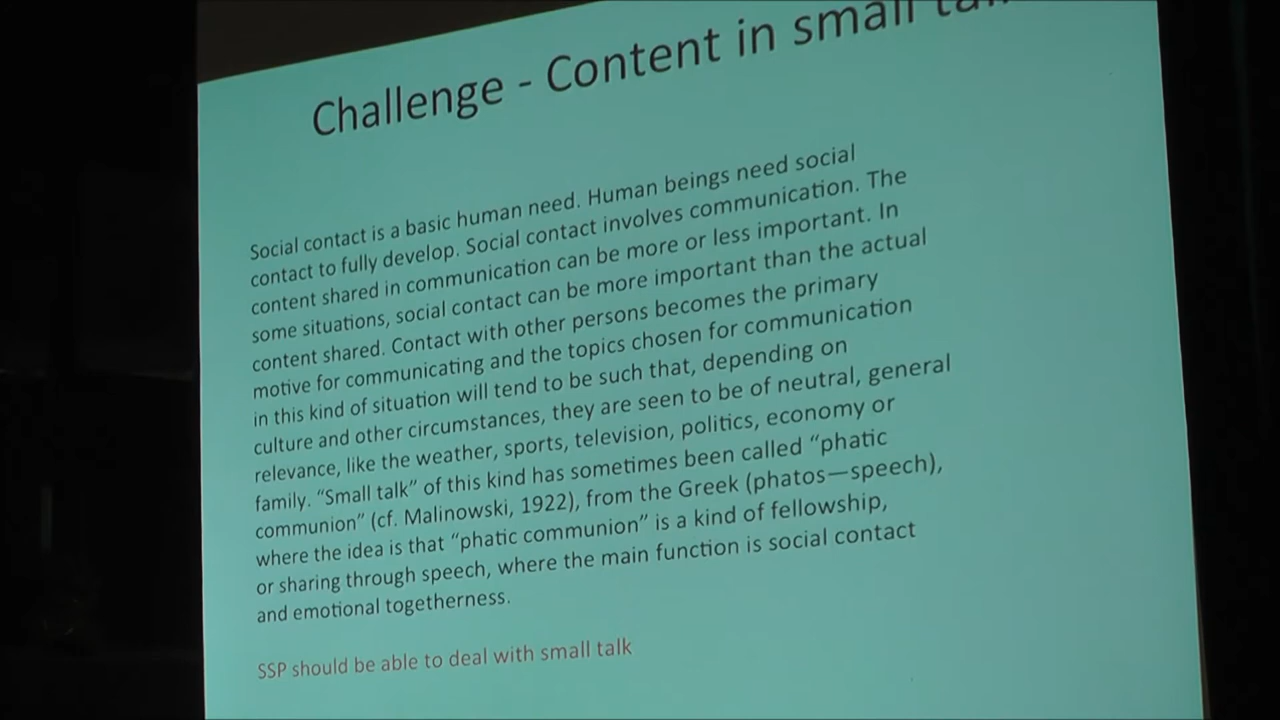 Challenge - Content in small
Social contact is a basic human need. Human beings need social
contact to fully develop. Social contact involves communication. The
content shared in communication can be more or less important. In
some situations, social contact can be more important than the actual
content shared. Contact with other persons becomes the primary
motive for communicating and the topics chosen for communication
in this kind of situation will tend to be such that, depending on
culture and other circumstances, they are seen to be of neutral, general
relevance, like the weather, sports, television, politics, economy or
family. “Small talk” of this kind has sometimes been called “phatic
communion” (cf. Malinowski, 1922), from the Greek (photos—speech),
where the idea is that “phatic communion” is a kind of fellowship,
or sharing through speech, where the main function is social contact
and emotional togetherness.
SSP should be able to deal with small talk